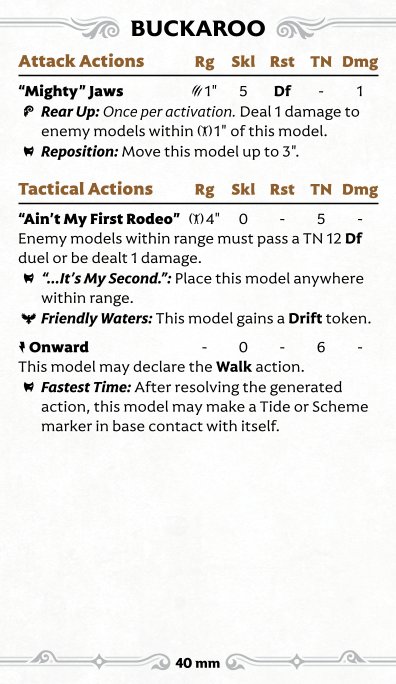 BUCKAROO
Attack Actions Rg Skl Rst TN Dmg
“Mighty” Jaws 1" 5 Df - 1
Rear Up: Once per activation. Deal 1 damage to
enemy models within 1" of this model.
Reposition: Move this model up to 3".
Tactical Actions Rg Skl Rst TN Dmg
“Ain’t My First Rodeo” 4" 0 - 5 -
Enemy models within range must pass a TN 12 Df
duel or be dealt 1 damage.
“...It’s My Second.”: Place this model anywhere
within range.
Friendly Waters: This model gains a Drift token.
Onward - 0 - 6 -
This model may declare the Walk action.
Fastest Time: After resolving the generated
action, this model may make a Tide or Scheme
marker in base contact with itself.
40 mm